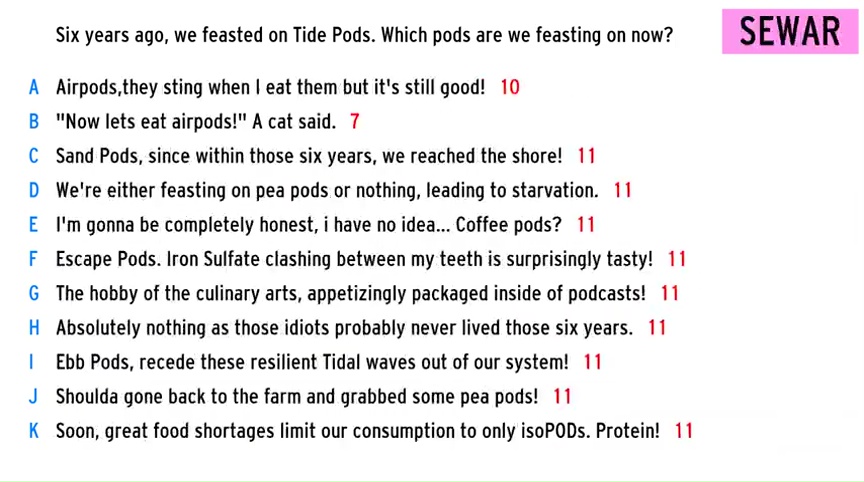 Six years ago, we feasted on Tide Pods. Which pods are we feasting on now?
SEWAR
A Airpods,they sting when I eat them but it's still good! 10
B "Now lets eat airpods!" A cat said. 7
C Sand Pods, since within those six years, we reached the shore! 11
D We're either feasting on pea pods or nothing, leading to starvation. 11
E I'm gonna be completely honest, i have no idea... Coffee pods? 11
F Escape Pods. Iron Sulfate clashing between my teeth is surprisingly tasty! 11
G The hobby of the culinary arts, appetizingly packaged inside of podcasts! 11
H Absolutely nothing as those idiots probably never lived those six years. 11
I Ebb Pods, recede these resilient Tidal waves out of our system! 11
J Shoulda gone back to the farm and grabbed some pea pods! 11
K Soon, great food shortages limit our consumption to only isoPODs. Protein! 11